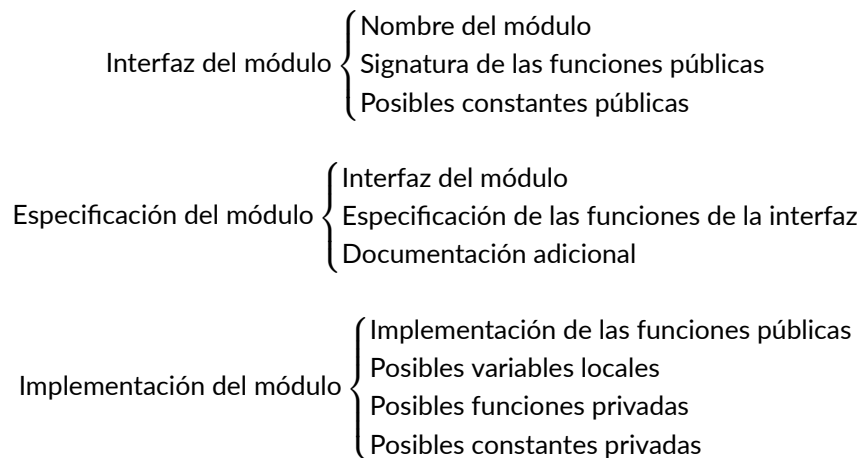 Interfaz del módulo
Nombre del módulo
Signatura de las funciones públicas
Posibles constantes públicas
Especificación del módulo
Interfaz del módulo
Especificación de las funciones de la interfaz
Documentación adicional
Implementación del módulo
Implementación de las funciones públicas
Posibles variables locales
Posibles funciones privadas
Posibles constantes privadas